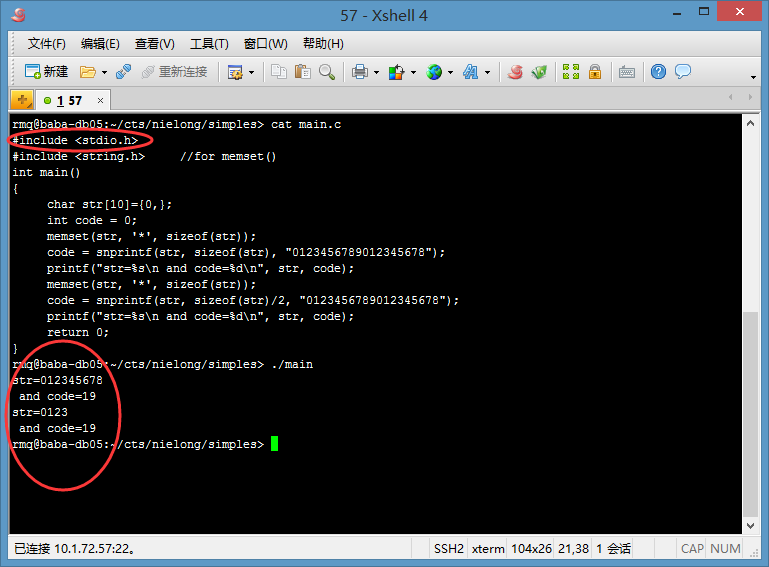 57 - Xshell 4
文件(F) 编辑(E) 查看(V) 工具(T) 窗口(W) 帮助(H)
新建 重新连接
1 57
rmq@baba-db05:~/cts/nielong/simples> cat main.c
#include <stdio.h>
#include <string.h>     //for memset()
int main()
{
     char str[10]={0,};
     int code = 0;
     memset(str, '*', sizeof(str));
     code = snprintf(str, sizeof(str), "0123456789012345678");
     printf("str=%s\n and code=%d\n", str, code);
     memset(str, '*', sizeof(str));
     code = snprintf(str, sizeof(str)/2, "0123456789012345678");
     printf("str=%s\n and code=%d\n", str, code);
     return 0;
}
rmq@baba-db05:~/cts/nielong/simples> ./main
str=012345678
 and code=19
str=0123
 and code=19
rmq@baba-db05:~/cts/nielong/simples>
已连接 10.1.72.57:22。 SSH2 xterm 104x26 21,38 1 会话 CAP NUM